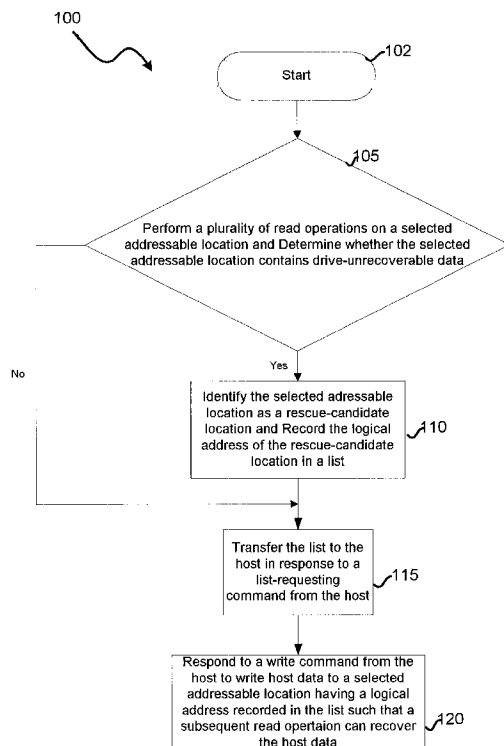 100
102
Start
105
Perform a plurality of read operations on a selected
addressable location and Determine whether the selected
addressable location contains drive-unrecoverable data
No
Yes
Identify the selected adressable
location as a rescue-candidate
location and Record the logical
address of the rescue-candidate
location in a list
110
Transfer the list to the
host in response to a
list-requesting
command from the host
115
Respond to a write command from the
host to write host data to a selected
addressable location having a logical
address recorded in the list such that a
subsequent read opertaion can recover
the host data
120